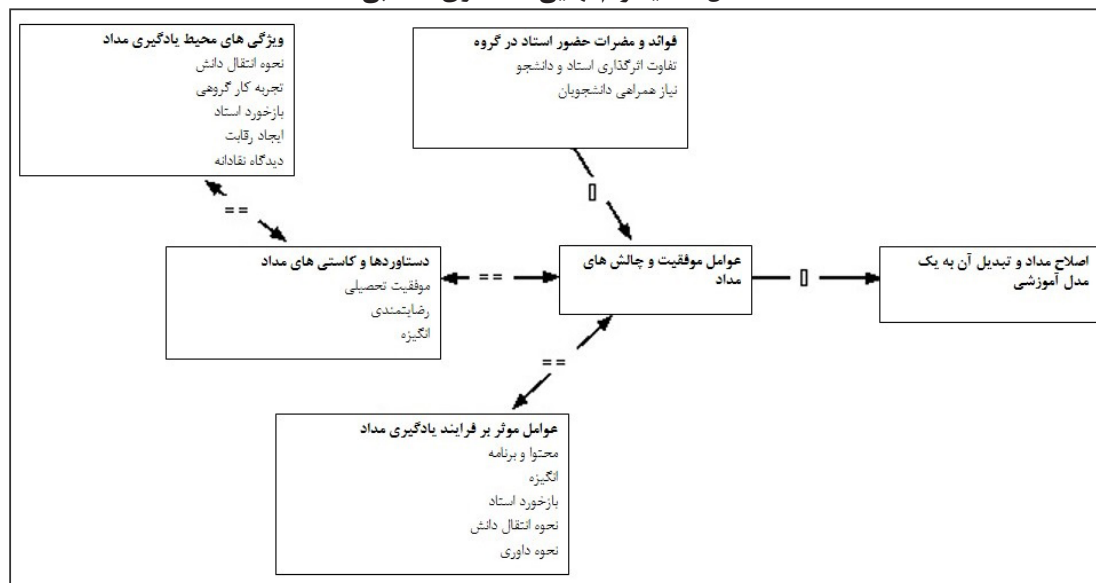 ویژگی های محیط یادگیری مداد
نحوه انتقال دانش
تجربه کار گروهی
بازخورد استاد
ایجاد رقابت
دیدگاه نقادانه
فوائد و مضرات حضور استاد در گروه
تفاوت اثرگذاری استاد و دانشجو
نیاز همراهی دانشجویان
==
[]
دستاوردها و کاستی های مداد
موفقیت تحصیلی
رضایتمندی
انگیزه
==
عوامل موفقیت و چالش های
مداد
[]
اصلاح مداد و تبدیل آن به یک
مدل آموزشی
==
عوامل موثر بر فرایند یادگیری مداد
محتوا و برنامه
انگیزه
بازخورد استاد
نحوه انتقال دانش
نحوه داوری